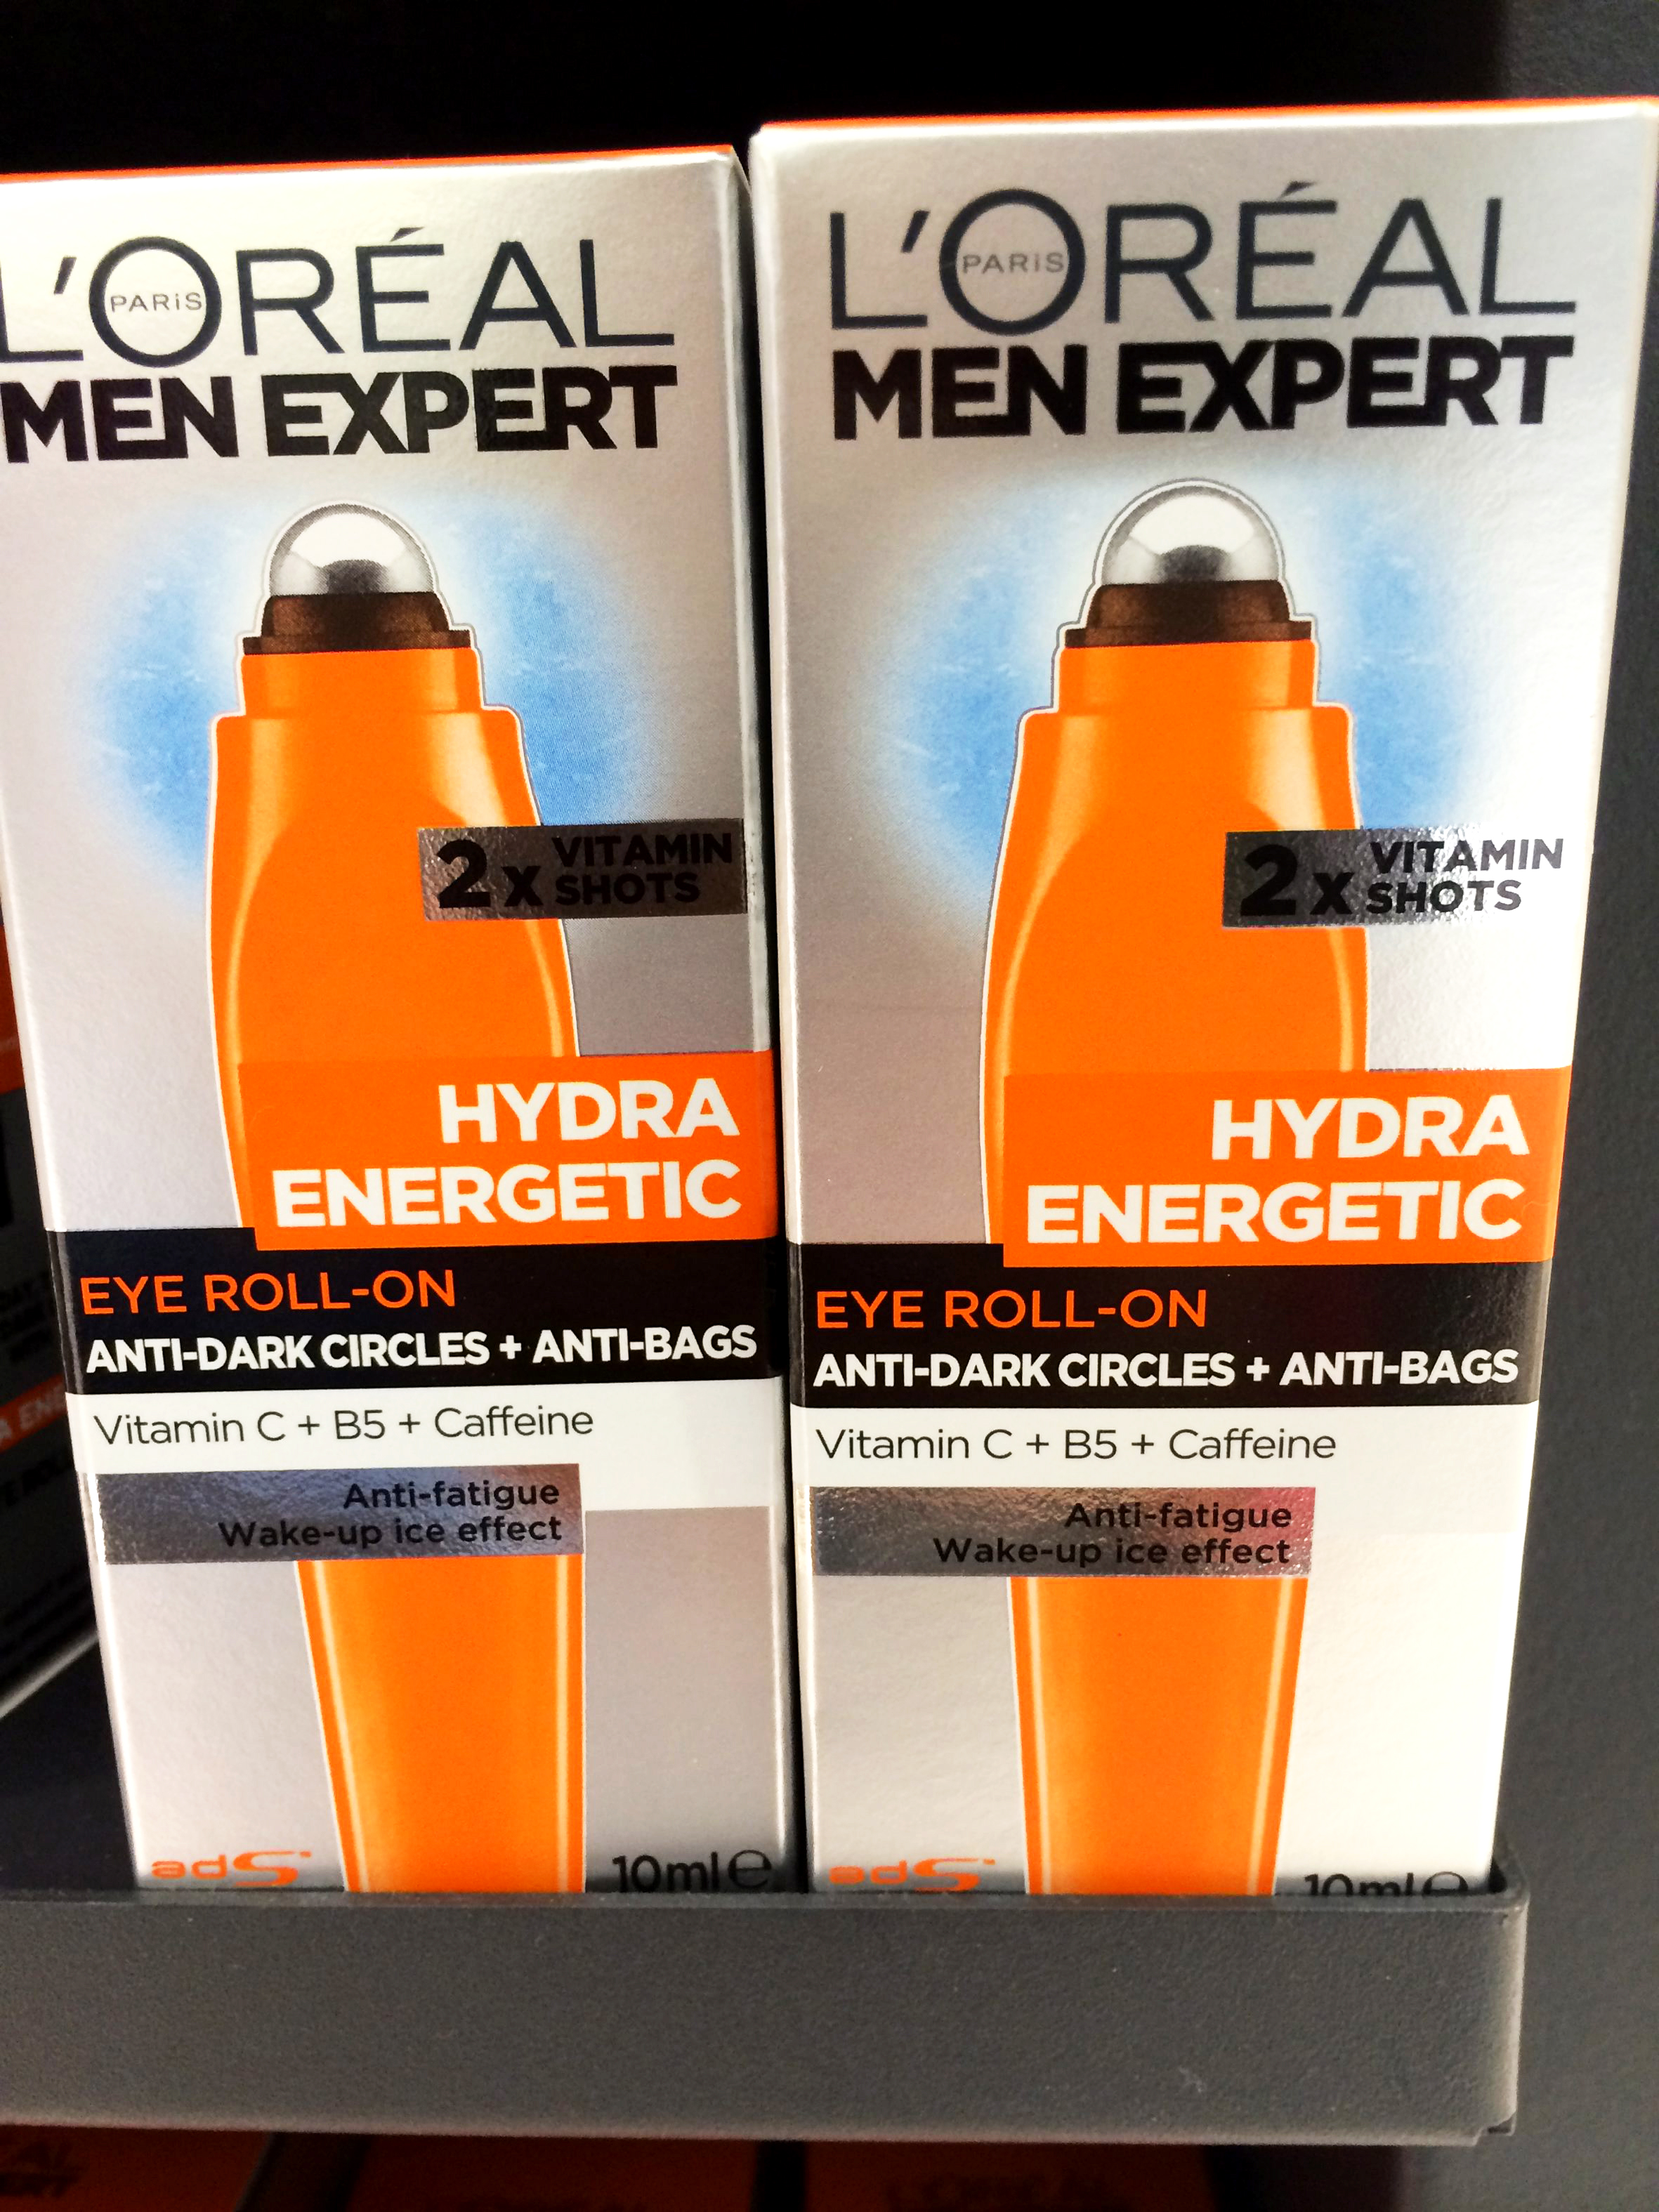 L'ORÉAL
PARiS
MEN EXPERT
2x VITAMIN
SHOTS
HYDRA
ENERGETIC
EYE ROLL-ON
ANTI-DARK CIRCLES + ANTI-BAGS
Vitamin C + B5 + Caffeine
Anti-fatigue
Wake-up ice effect
10ml e
L'ORÉAL
PARiS
MEN EXPERT
2x VITAMIN
SHOTS
HYDRA
ENERGETIC
EYE ROLL-ON
ANTI-DARK CIRCLES + ANTI-BAGS
Vitamin C + B5 + Caffeine
Anti-fatigue
Wake-up ice effect
10ml e